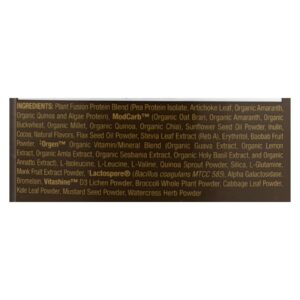 INGREDIENTS: Plant Fusion Protein Blend (Pea Protein Isolate, Artichoke Leaf, Organic Amaranth,
Organic Quinoa and Algae Protein), ModCarb™ (Organic Oat Bran, Organic Amaranth, Organic
Buckwheat, Organic Millet, Organic Quinoa, Organic Chia), Sunflower Seed Oil Powder, Inulin,
Cocoa, Natural Flavors, Flax Seed Oil Powder, Stevia Leaf Extract (Reb A), Erythritol, Baobab Fruit
Powder, Orgen™ Organic Vitamin/Mineral Blend (Organic Guava Extract, Organic Lemon
Extract, Organic Amla Extract, Organic Sesbania Extract, Organic Holy Basil Extract, and Organic
Annatto Extract), L-Isoleucine, L-Leucine, L-Valine, Quinoa Sprout Powder, Silica, L-Glutamine,
Monk Fruit Extract Powder, Lactospore® (Bacillus coagulans MTCC 5856), Alpha Galactosidase,
Bromelain, Vitashine™ D3 Lichen Powder, Broccoli Whole Plant Powder, Cabbage Leaf Powder,
Kale Leaf Powder, Mustard Seed Powder, Watercress Herb Powder